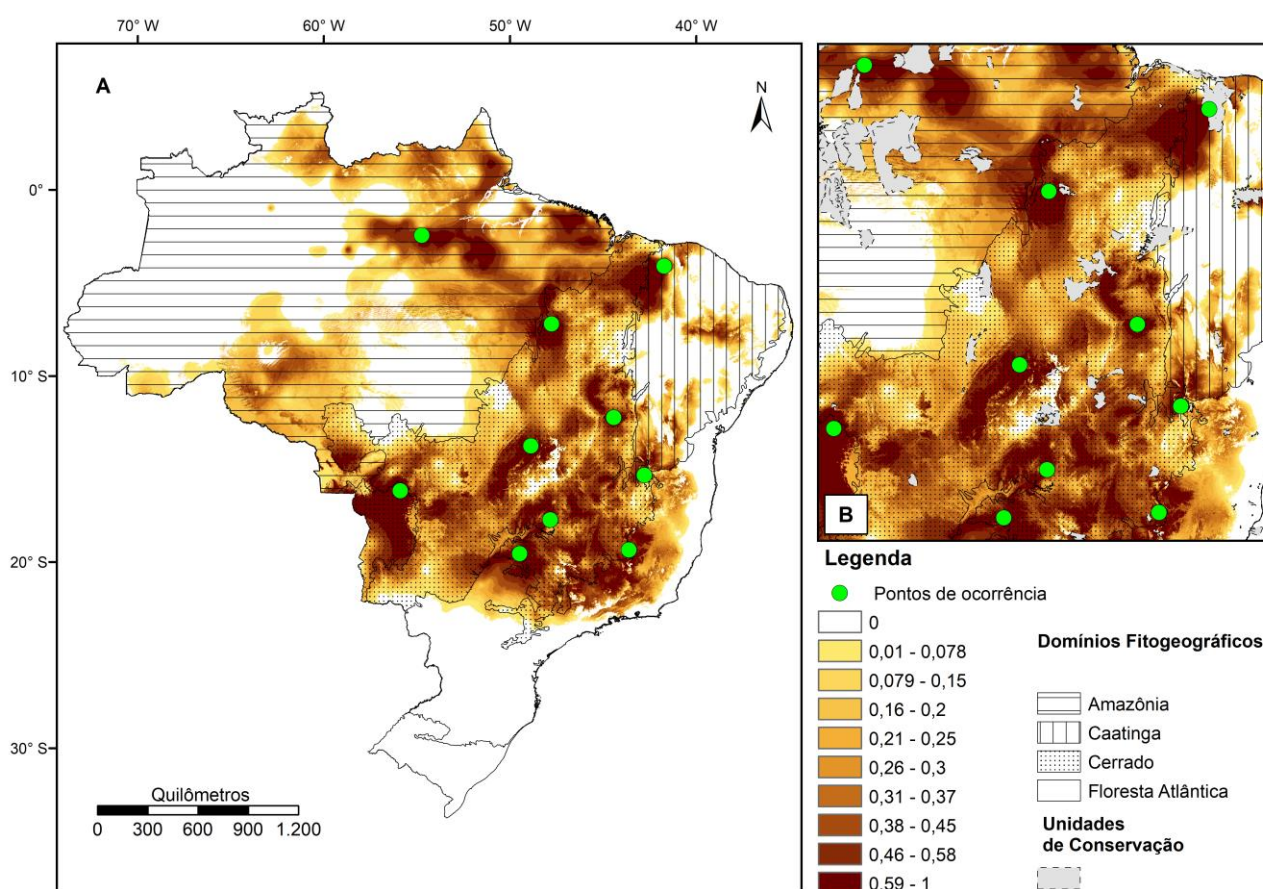 70° W 60° W 50° W 40° W
A
N
0°
10° S
20° S
30° S
Quilômetros
0 300 600 900 1.200
B
Legenda
Pontos de ocorrência
0
0,01 - 0,078
0,079 - 0,15
0,16 - 0,2
0,21 - 0,25
0,26 - 0,3
0,31 - 0,37
0,38 - 0,45
0,46 - 0,58
0,59 - 1
Domínios Fitogeográficos
Amazônia
Caatinga
Cerrado
Floresta Atlântica
Unidades
de Conservação